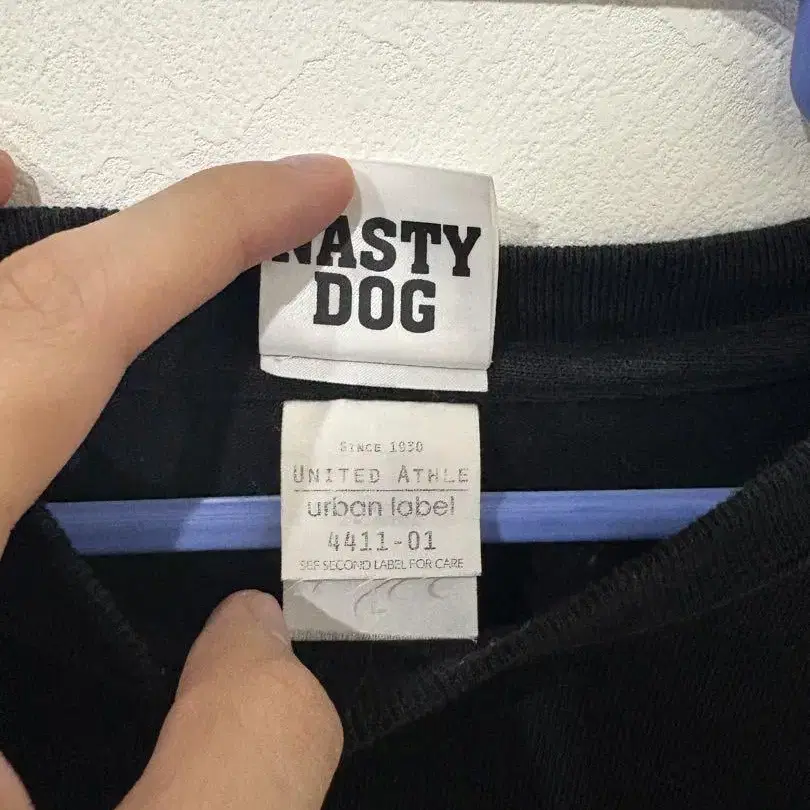 NASTY
DOG
SINCE 1930
UNITED ATHLE
urban label
4411-01
SEE SECOND LABEL FOR CARE